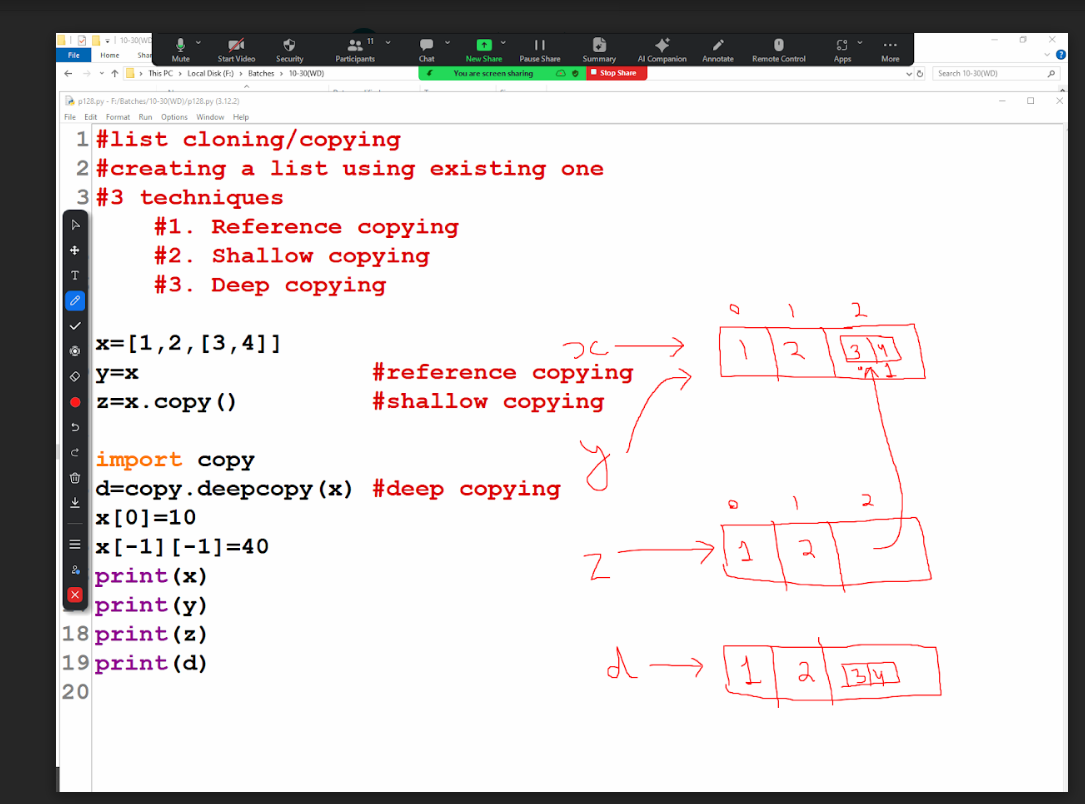 10-30(WD
File Home Shar
Mute Start Video Security Participants 11 Chat New Share Pause Share Summary AI Companion Annotate Remote Control Apps More
This PC > Local Disk (F:) > Batches > 10-30(WD)
You are screen sharing Stop Share
Search 10-30(WD)
p128.py - F:/Batches/10-30(WD)/p128.py (3.12.2)
File Edit Format Run Options Window Help
1 #list cloning/copying
2 #creating a list using existing one
3 #3 techniques
#1. Reference copying
#2. Shallow copying
#3. Deep copying
0 1 2
x=[1,2,[3,4]]
x 1 2 3 4
0 1
y=x #reference copying
z=x.copy() #shallow copying
y
import copy
d=copy.deepcopy(x) #deep copying
0 1 2
x[0]=10
x[-1][-1]=40
z 1 2
print(x)
print(y)
18 print(z)
19 print(d)
d 1 2 3 4
20